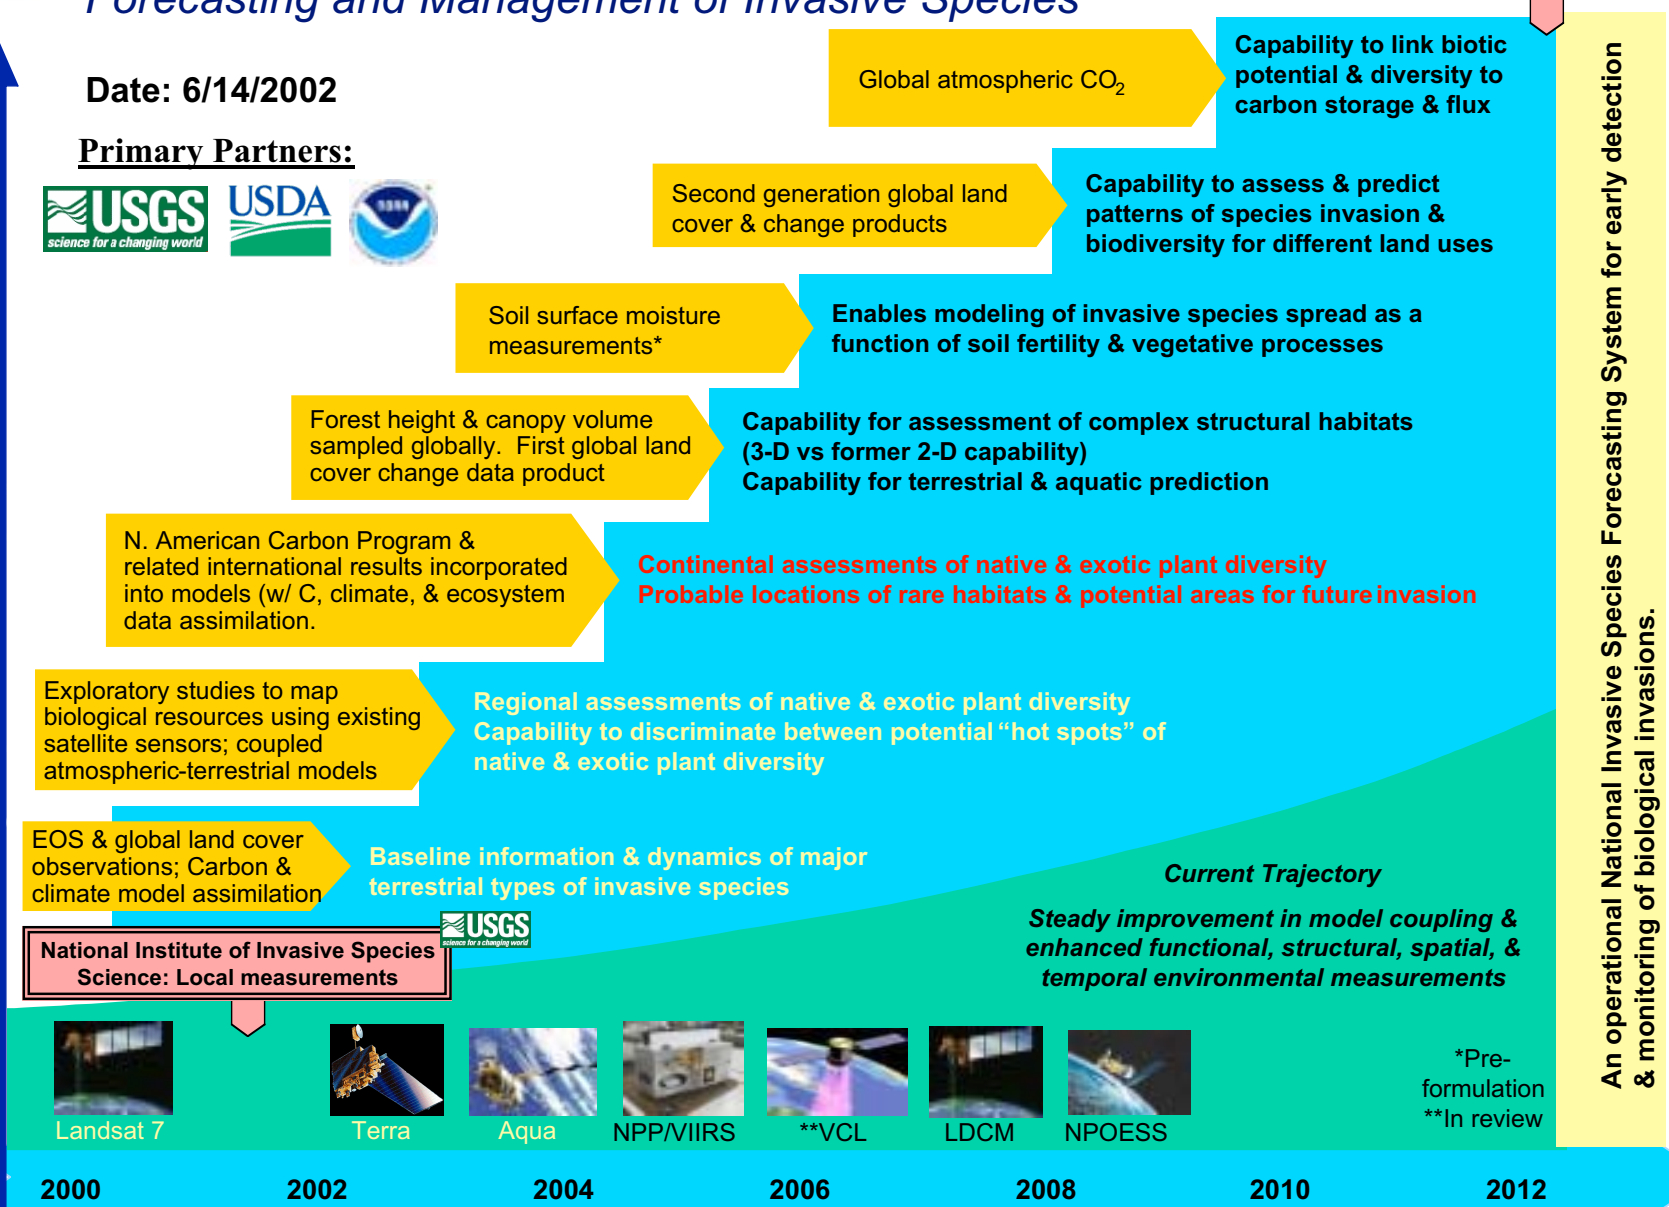 Forecasting and Management of Invasive Species
Date: 6/14/2002
Primary Partners:
USGS
science for a changing world
USDA
NOAA
Global atmospheric CO2
Capability to link biotic
potential & diversity to
carbon storage & flux
Second generation global land
cover & change products
Capability to assess & predict
patterns of species invasion &
biodiversity for different land uses
Soil surface moisture
measurements*
Enables modeling of invasive species spread as a
function of soil fertility & vegetative processes
Forest height & canopy volume
sampled globally.  First global land
cover change data product
Capability for assessment of complex structural habitats
(3-D vs former 2-D capability)
Capability for terrestrial & aquatic prediction
N. American Carbon Program &
related international results incorporated
into models (w/ C, climate, & ecosystem
data assimilation.
Continental assessments of native & exotic plant diversity
Probable locations of rare habitats & potential areas for future invasion
Exploratory studies to map
biological resources using existing
satellite sensors; coupled
atmospheric-terrestrial models
Regional assessments of native & exotic plant diversity
Capability to discriminate between potential “hot spots” of
native & exotic plant diversity
EOS & global land cover
observations; Carbon &
climate model assimilation
Baseline information & dynamics of major
terrestrial types of invasive species
USGS
science for a changing world
National Institute of Invasive Species
Science: Local measurements
Current Trajectory
Steady improvement in model coupling &
enhanced functional, structural, spatial, &
temporal environmental measurements
Landsat 7
Terra
Aqua
NPP/VIIRS
**VCL
LDCM
NPOESS
*Pre-
formulation
**In review
2000
2002
2004
2006
2008
2010
2012
An operational National Invasive Species Forecasting System for early detection
& monitoring of biological invasions.